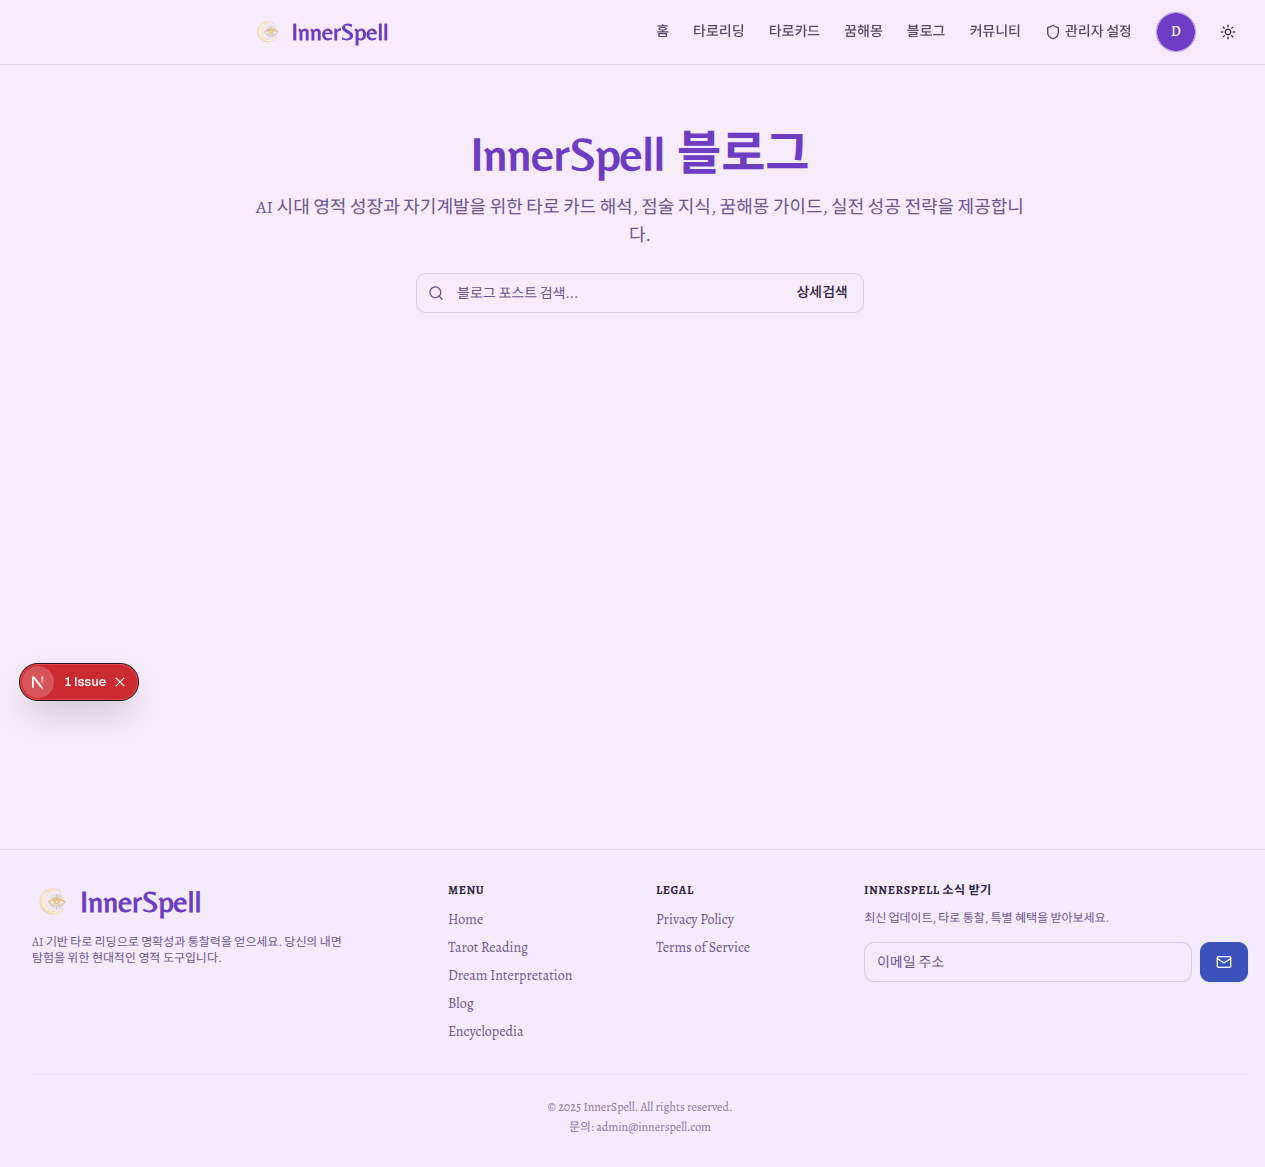 InnerSpell
홈
타로리딩
타로카드
꿈해몽
블로그
커뮤니티
관리자 설정
D
InnerSpell 블로그
AI 시대 영적 성장과 자기계발을 위한 타로 카드 해석, 점술 지식, 꿈해몽 가이드, 실전 성공 전략을 제공합니
다.
블로그 포스트 검색...
상세검색
N
1 Issue
InnerSpell
AI 기반 타로 리딩으로 명확성과 통찰력을 얻으세요. 당신의 내면
탐험을 위한 현대적인 영적 도구입니다.
MENU
Home
Tarot Reading
Dream Interpretation
Blog
Encyclopedia
LEGAL
Privacy Policy
Terms of Service
INNERSPELL 소식 받기
최신 업데이트, 타로 통찰, 특별 혜택을 받아보세요.
이메일 주소
© 2025 InnerSpell. All rights reserved.
문의: admin@innerspell.com